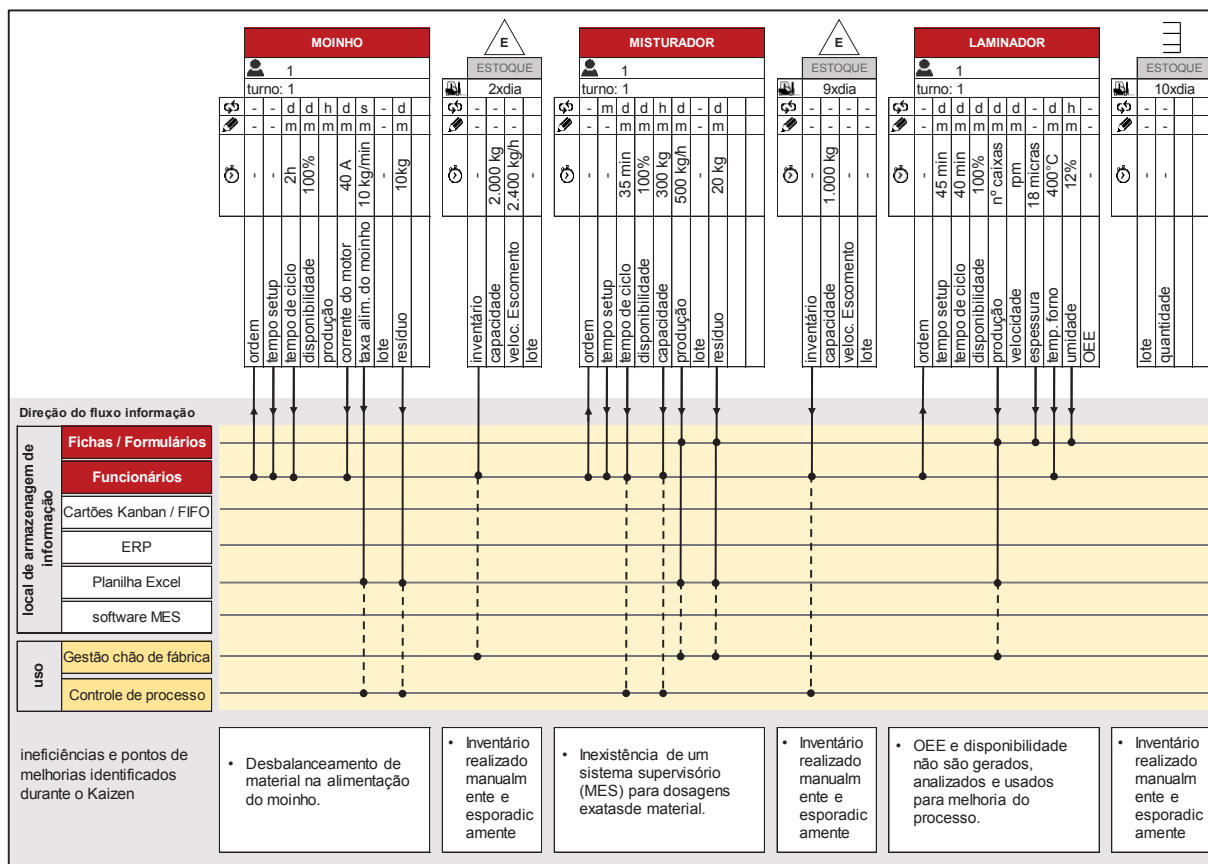 MOINHO
E
MISTURADOR
E
LAMINADOR
1
ESTOQUE
1
ESTOQUE
1
ESTOQUE
turno: 1
2xdia
turno: 1
9xdia
turno: 1
10xdia
- - d d h d s - d
- - -
- m d d h d - d
- - -
- d d d d d - d h -
- -
- - m m m m m - m
- - -
- - m m m m - m
- - -
- m m m m m - m m -
- -
- - 2h 100% 40 A 10 kg/min - 10kg
- 2.000 kg 2.400 kg/h -
- - 35 min 100% 300 kg 500 kg/h - 20 kg
- 1.000 kg - -
- 45 min 40 min 100% nº caixas rpm 18 micras 400°C 12% -
- -
ordem
tempo setup
tempo de ciclo
disponibilidade
produção
corrente do motor
taxa alim. do moinho
lote
resíduo
inventário
capacidade
veloc. Escomento
lote
ordem
tempo setup
tempo de ciclo
disponibilidade
capacidade
produção
lote
resíduo
inventário
capacidade
veloc. Escomento
lote
ordem
tempo setup
tempo de ciclo
disponibilidade
produção
velocidade
espessura
temp. forno
umidade
OEE
lote
quantidade
Direção do fluxo informação
local de armazenagem de
informação
Fichas / Formulários
Funcionários
Cartões Kanban / FIFO
ERP
Planilha Excel
software MES
uso
Gestão chão de fábrica
Controle de processo
ineficiências e pontos de
melhorias identificados
durante o Kaizen
• Desbalanceamento de
material na alimentação
do moinho.
• Inventário
realizado
manualm
ente e
esporadic
amente
• Inexistência de um
sistema supervisório
(MES) para dosagens
exatasde material.
• Inventário
realizado
manualm
ente e
esporadic
amente
• OEE e disponibilidade
não são gerados,
analizados e usados
para melhoria do
processo.
• Inventário
realizado
manualm
ente e
esporadic
amente